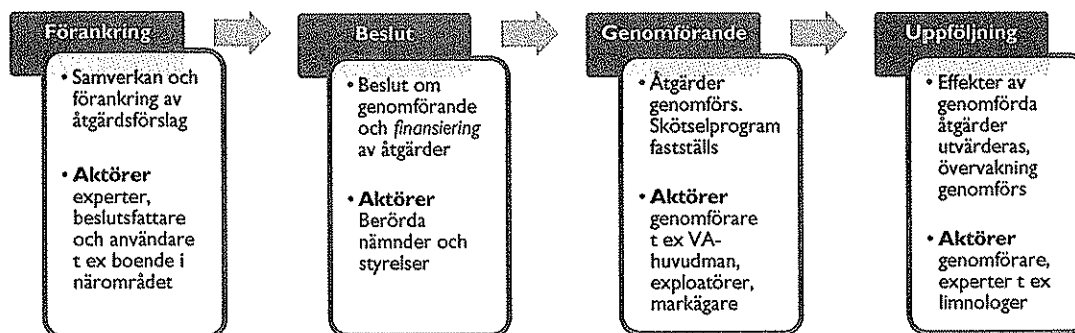 Förankring
• Samverkan och
förankring av
åtgärdsförslag
• Aktörer
experter,
beslutsfattare
och användare
t ex boende i
närområdet
Beslut
• Beslut om
genomförande
och finansiering
av åtgärder
• Aktörer
Berörda
nämnder och
styrelser
Genomförande
• Åtgärder
genomförs.
Skötselprogram
fastställs
• Aktörer
genomförare
t ex VA-
huvudman,
exploatörer,
markägare
Uppföljning
• Effekter av
genomförda
åtgärder
utvärderas,
övervakning
genomförs
• Aktörer
genomförare,
experter t ex
limnologer